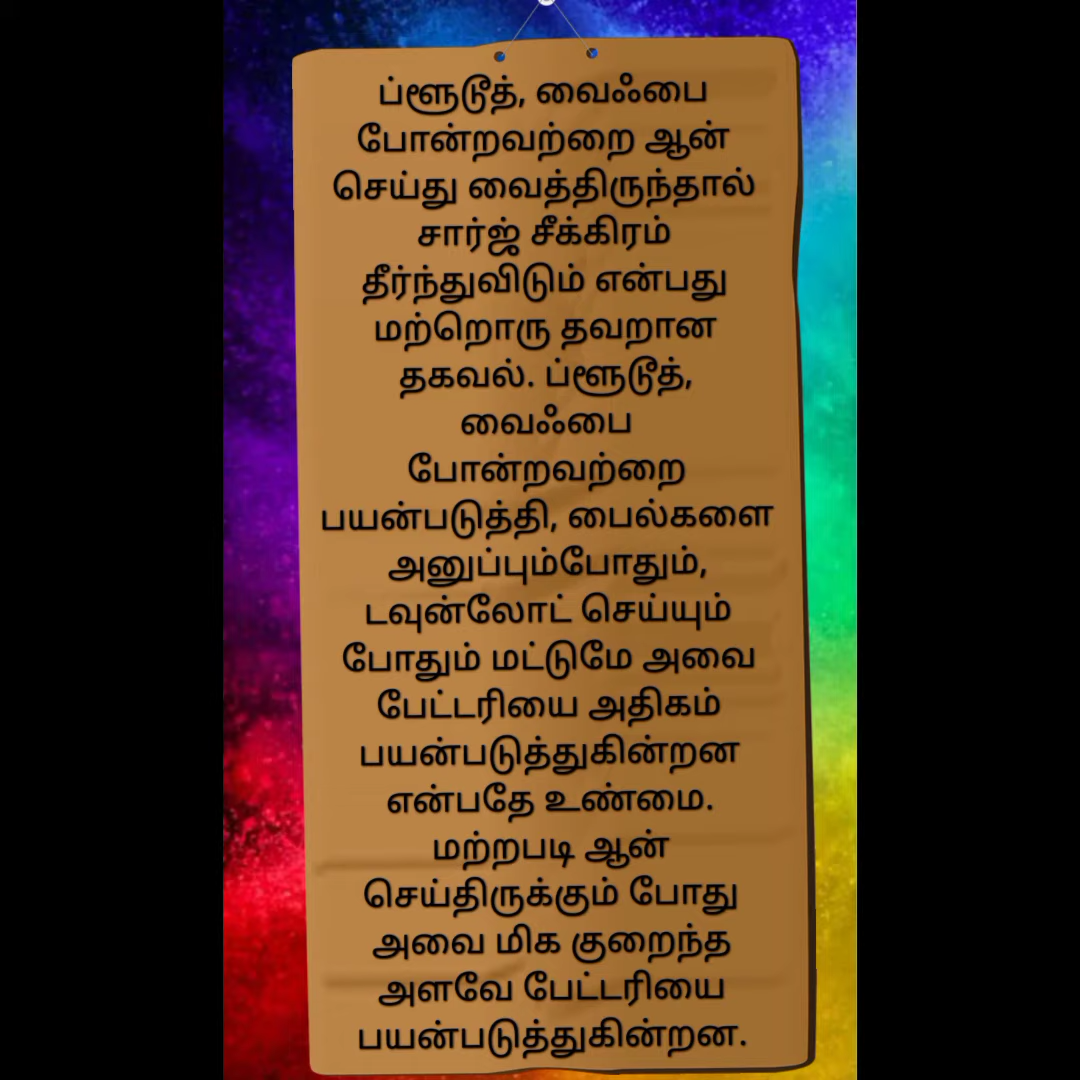 ப்ளூடூத், வைஃபை
போன்றவற்றை ஆன்
செய்து வைத்திருந்தால்
சார்ஜ் சீக்கிரம்
தீர்ந்துவிடும் என்பது
மற்றொரு தவறான
தகவல். ப்ளூடூத்,
வைஃபை
போன்றவற்றை
பயன்படுத்தி, பைல்களை
அனுப்பும்போதும்,
டவுன்லோட் செய்யும்
போதும் மட்டுமே அவை
பேட்டரியை அதிகம்
பயன்படுத்துகின்றன
என்பதே உண்மை.
மற்றபடி ஆன்
செய்திருக்கும் போது
அவை மிக குறைந்த
அளவே பேட்டரியை
பயன்படுத்துகின்றன.